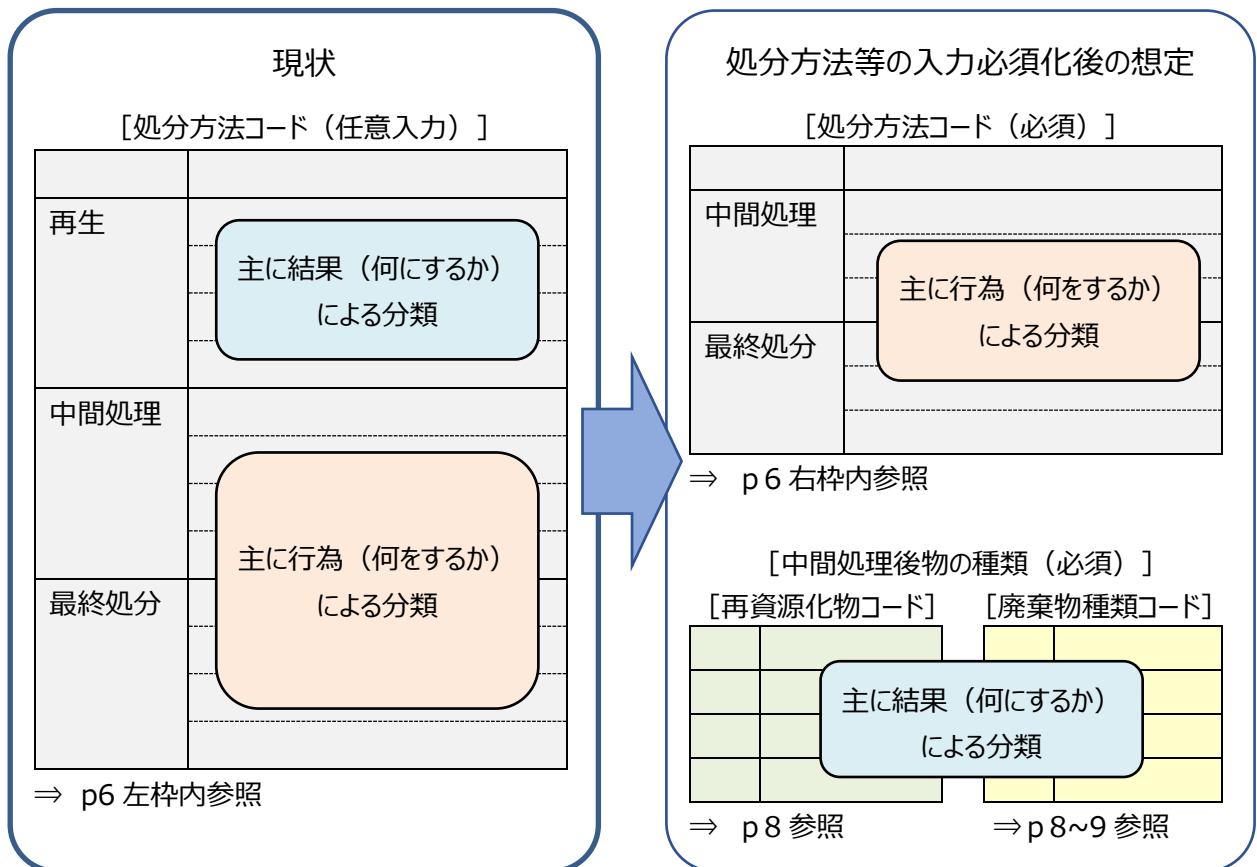 現状
［処分方法コード（任意入力）］
再生
主に結果（何にするか）
による分類
中間処理
主に行為（何をするか）
による分類
最終処分
⇒ p6 左枠内参照
処分方法等の入力必須化後の想定
［処分方法コード（必須）］
中間処理
主に行為（何をするか）
による分類
最終処分
⇒ p６右枠内参照
［中間処理後物の種類（必須）］
［再資源化物コード］ ［廃棄物種類コード］
主に結果（何にするか）
による分類
⇒ p８参照 ⇒p８~９参照